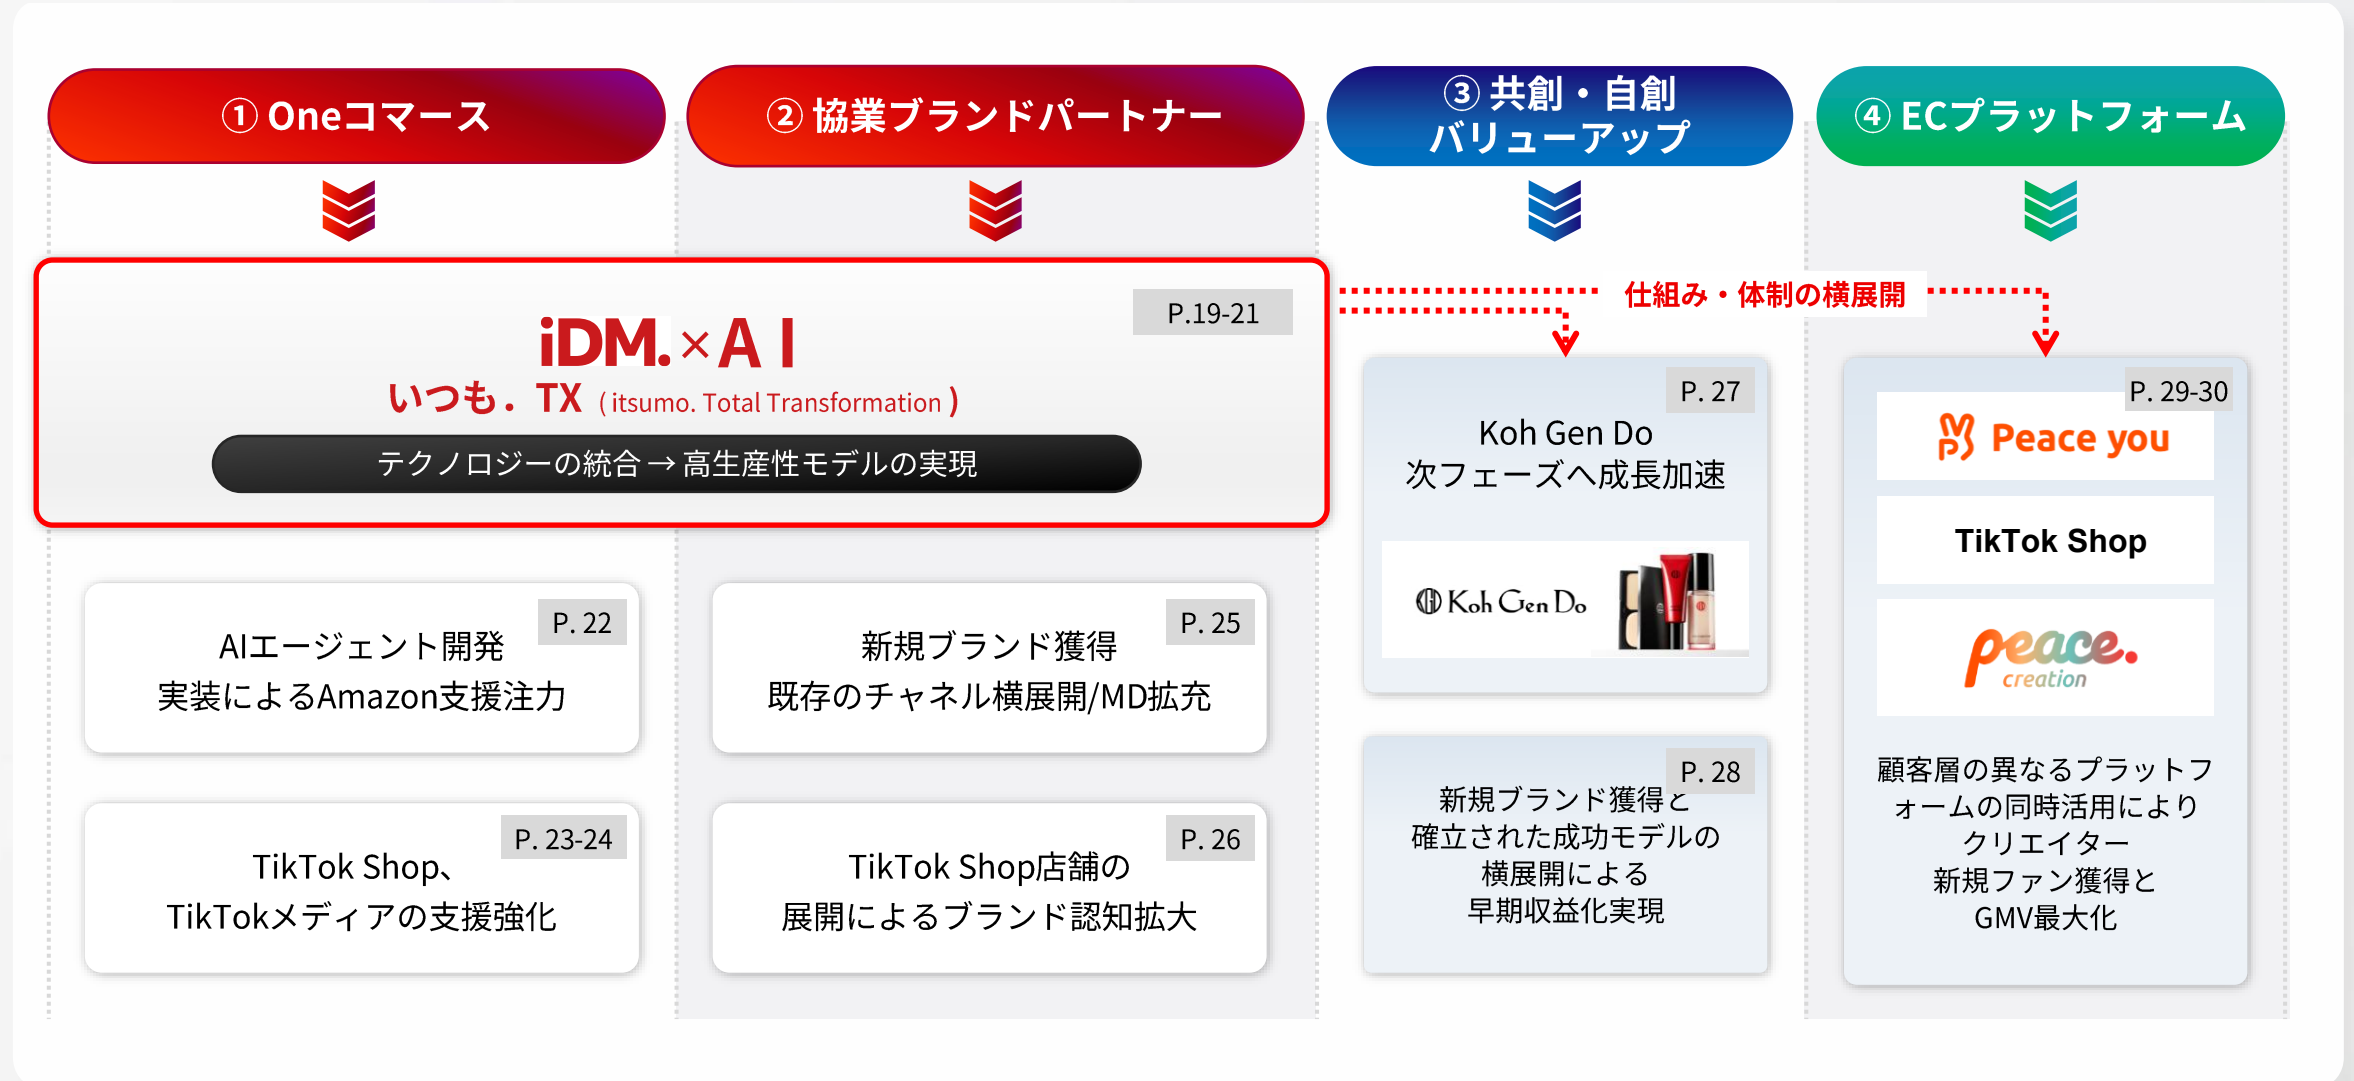 ① Oneコマース
② 協業ブランドパートナー
③ 共創・自創
バリューアップ
④ ECプラットフォーム
P.19-21
iDM.×AI
いつも. TX ( itsumo. Total Transformation )
テクノロジーの統合→高生産性モデルの実現
仕組み・体制の横展開
P. 22
AIエージェント開発
実装によるAmazon支援注力
P. 23-24
TikTok Shop、
TikTokメディアの支援強化
P. 25
新規ブランド獲得
既存のチャネル横展開/MD拡充
P. 26
TikTok Shop店舗の
展開によるブランド認知拡大
P. 27
Koh Gen Do
次フェーズへ成長加速
Koh Gen Do
P. 28
新規ブランド獲得と
確立された成功モデルの
横展開による
早期収益化実現
P. 29-30
Peace you
TikTok Shop
peace.
creation
顧客層の異なるプラットフ
ォームの同時活用により
クリエイター
新規ファン獲得と
GMV最大化